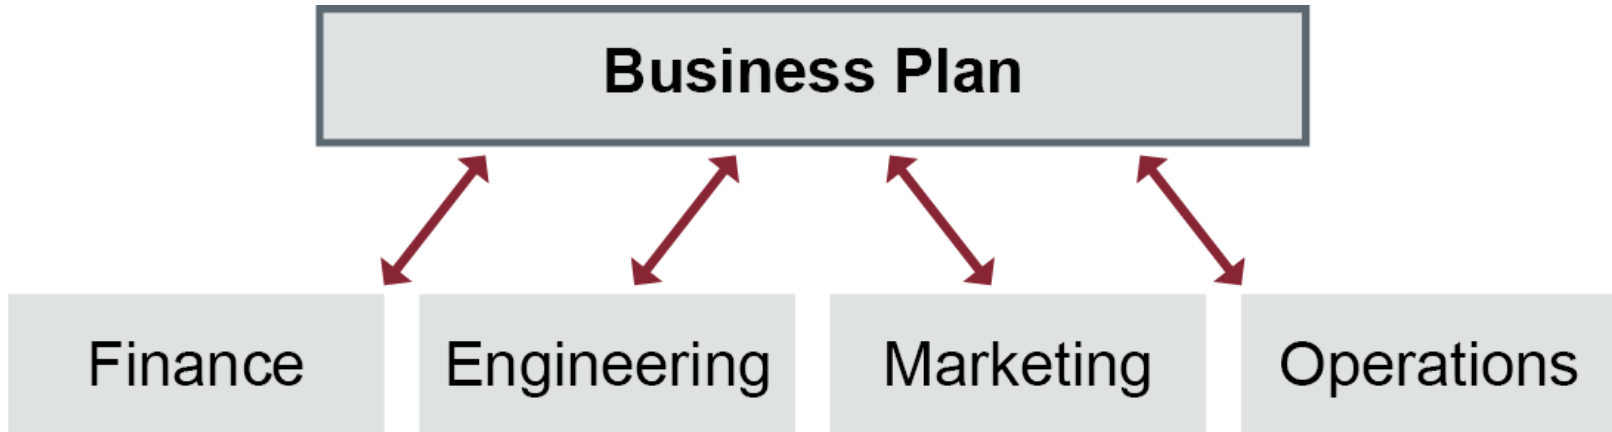 Business Plan
Finance
Engineering
Marketing
Operations